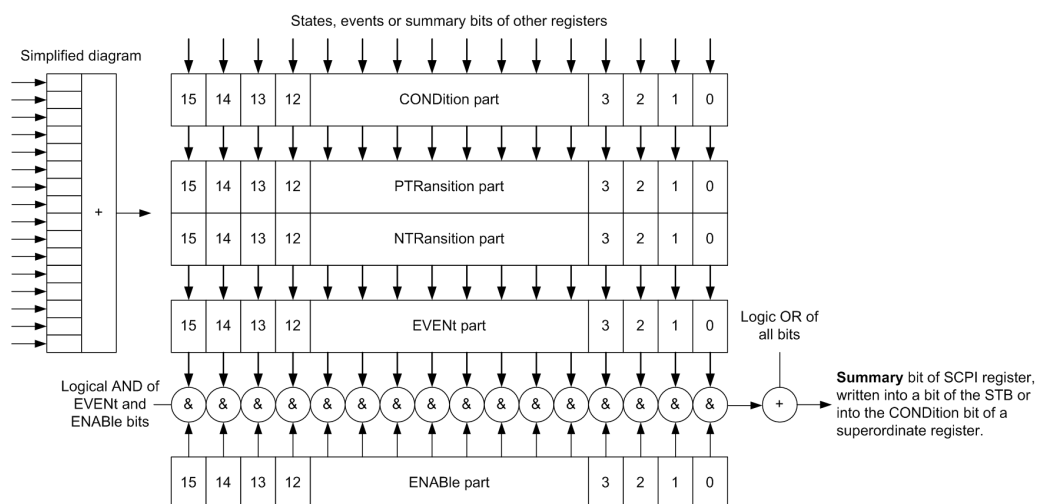 States, events or summary bits of other registers
Simplified diagram
15 14 13 12 CONDition part 3 2 1 0
15 14 13 12 PTRansition part 3 2 1 0
+
15 14 13 12 NTRansition part 3 2 1 0
15 14 13 12 EVENt part 3 2 1 0
Logic OR of
all bits
Logical AND of
EVENt and
ENABle bits
& & & & & & & & & & & & & & & &
+
Summary bit of SCPI register,
written into a bit of the STB or
into the CONDition bit of a
superordinate register.
15 14 13 12 ENABle part 3 2 1 0